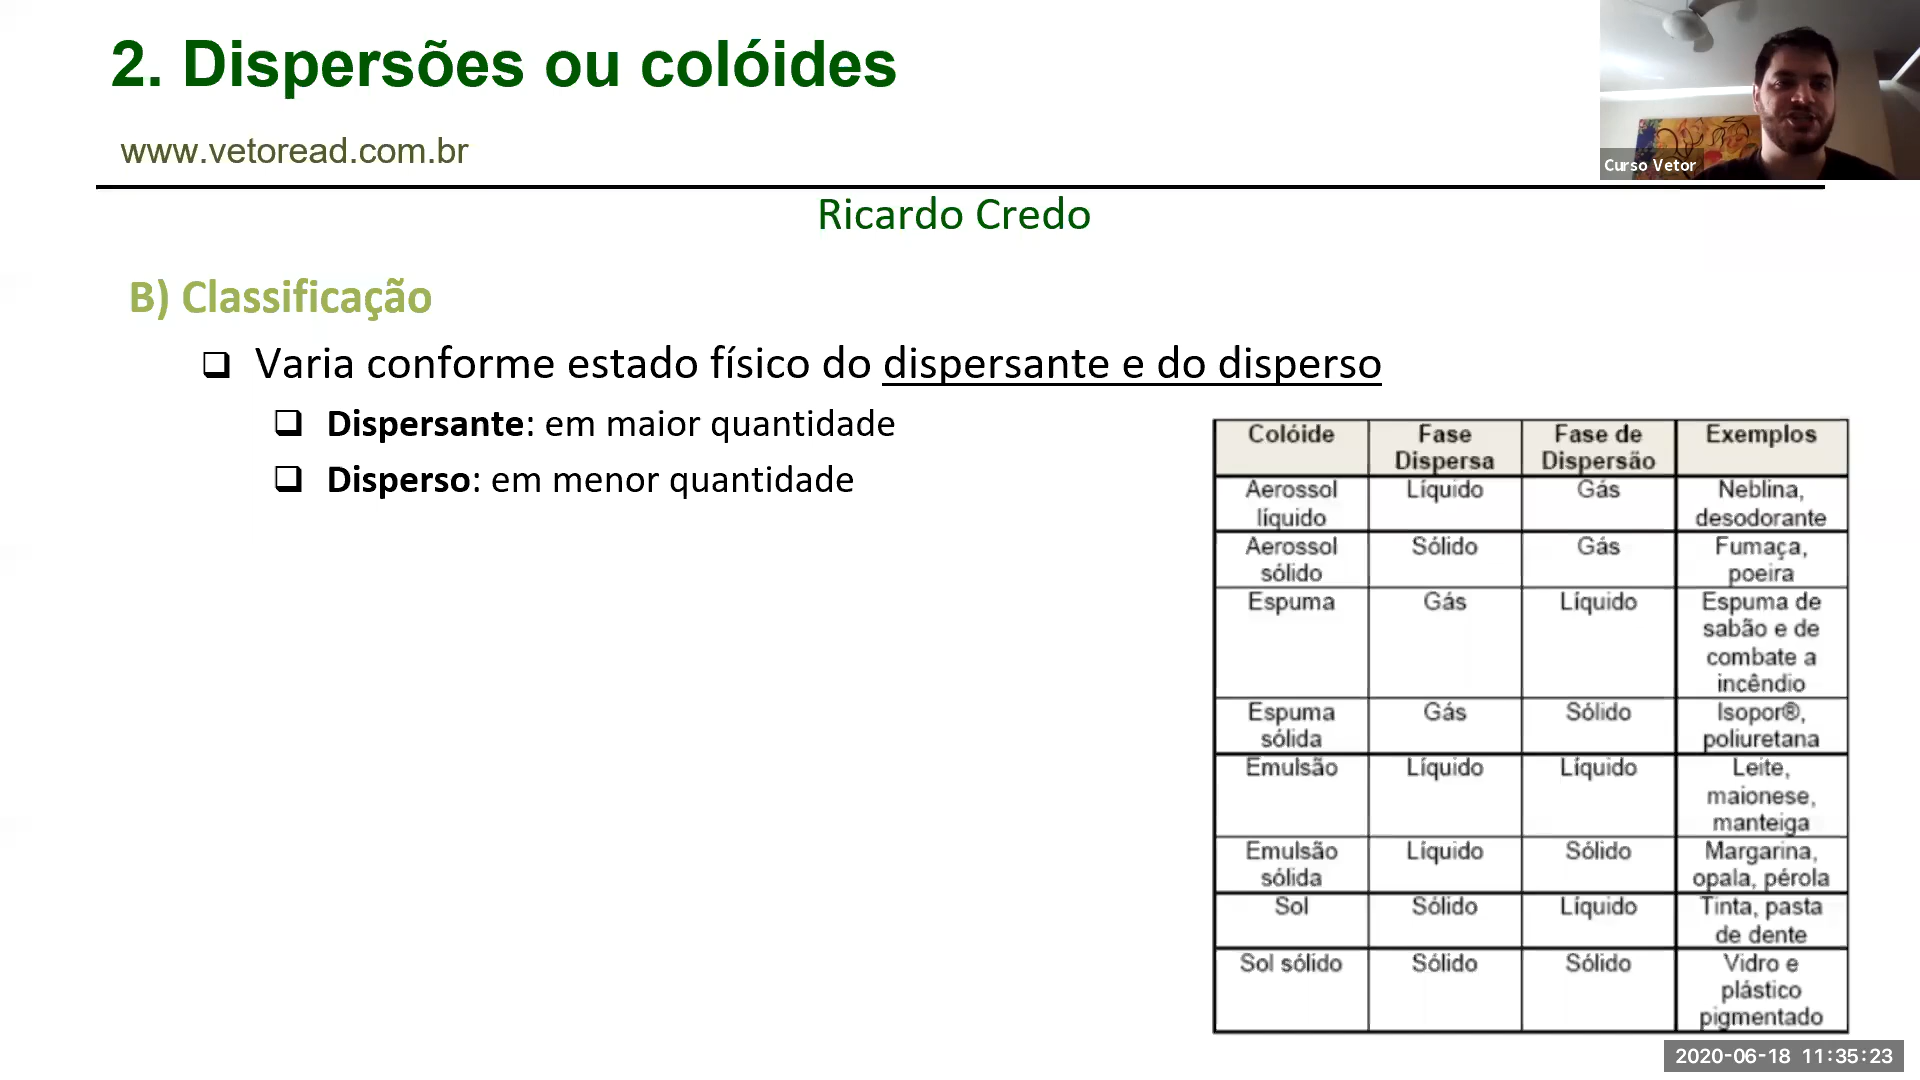 2. Dispersões ou colóides
www.vetoread.com.br
Curso Vetor
Ricardo Credo
B) Classificação
❑ Varia conforme estado físico do dispersante e do disperso
❑ Dispersante: em maior quantidade
❑ Disperso: em menor quantidade
Colóide Fase Dispersa Fase de Dispersão Exemplos
Aerossol líquido Líquido Gás Neblina, desodorante
Aerossol sólido Sólido Gás Fumaça, poeira
Espuma Gás Líquido Espuma de sabão e de combate a incêndio
Espuma sólida Gás Sólido Isopor®, poliuretana
Emulsão Líquido Líquido Leite, maionese, manteiga
Emulsão sólida Líquido Sólido Margarina, opala, pérola
Sol Sólido Líquido Tinta, pasta de dente
Sol sólido Sólido Sólido Vidro e plástico pigmentado
2020-06-18 11:35:23